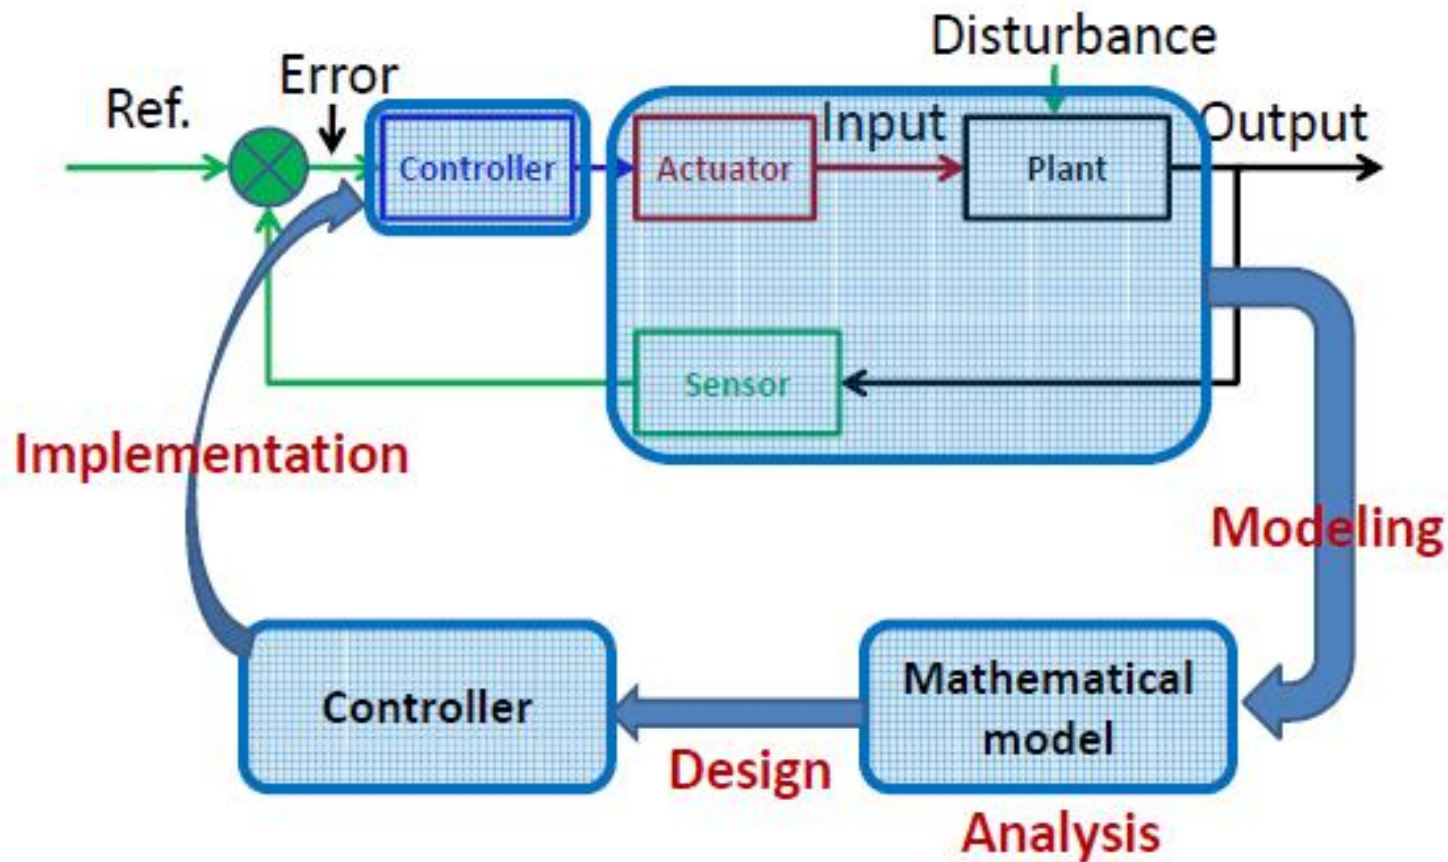 Disturbance
Error
Ref.
Input
Output
Controller
Actuator
Plant
Sensor
Implementation
Modeling
Controller
Mathematical
model
Design
Analysis